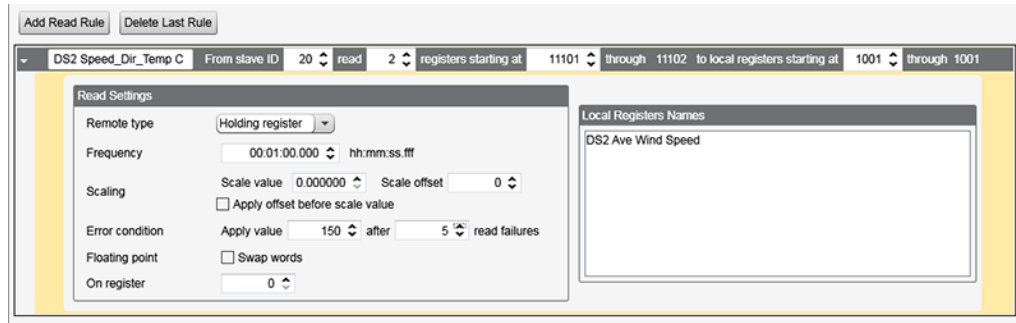 Add Read Rule Delete Last Rule
DS2 Speed_Dir_Temp C From slave ID 20 read 2 registers starting at 11101 through 11102 to local registers starting at 1001 through 1001
Read Settings
Remote type Holding register
Frequency 00:01:00.000 hh:mm:ss.fff
Scaling Scale value 0.000000 Scale offset 0
Apply offset before scale value
Error condition Apply value 150 after 5 read failures
Floating point Swap words
On register 0
Local Registers Names
DS2 Ave Wind Speed